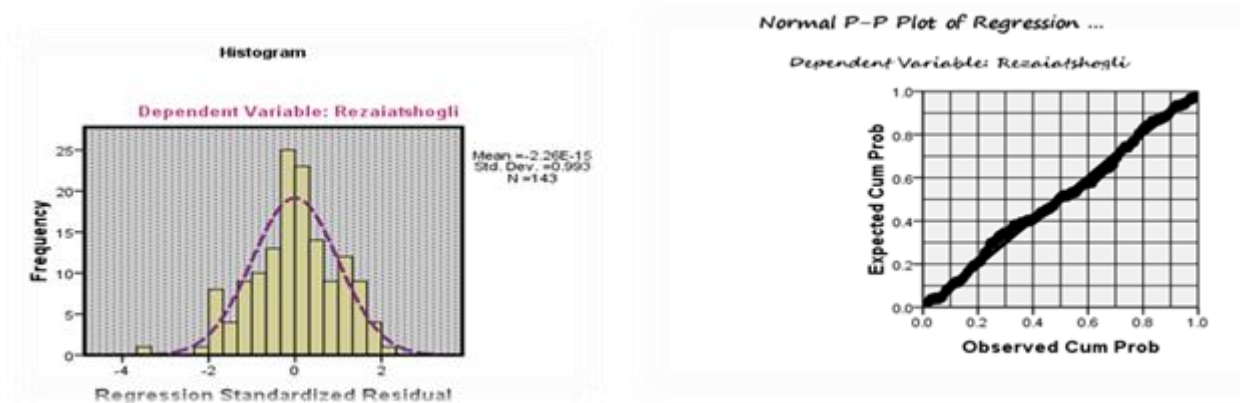 Histogram
Dependent Variable: Rezaiatshogli
Mean =-2.26E-15
Std. Dev. =0.993
N =143
Frequency
25
20
15
10
5
0
-4
-2
0
2
Regression Standardized Residual
Normal P-P Plot of Regression ...
Dependent Variable: Rezaiatshogli
Expected Cum Prob
1.0
0.8
0.6
0.4
0.2
0.0
0.0
0.2
0.4
0.6
0.8
1.0
Observed Cum Prob